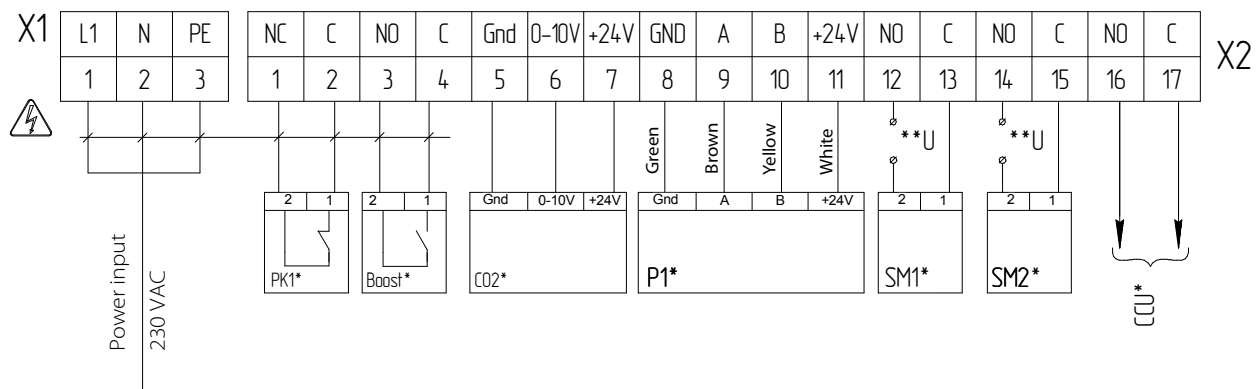 X1 L1 N PE NC C NO C Gnd 0-10V +24V GND A B +24V NO C NO C NO C X2
1 2 3 1 2 3 4 5 6 7 8 9 10 11 12 13 14 15 16 17
Green Brown Yellow White **U **U
2 1 2 1 Gnd 0-10V +24V Gnd A B +24V 2 1 2 1
PK1* Boost* CO2* P1* SM1* SM2*
CCU*
Power input
230 VAC